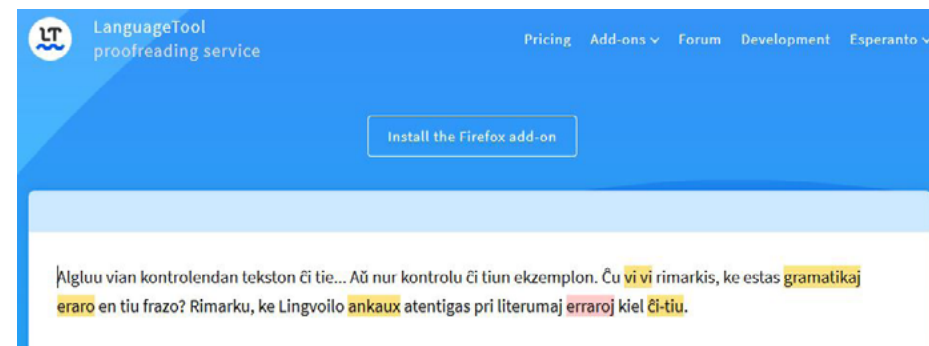 LT
LanguageTool
proofreading service
Pricing Add-ons Forum Development Esperanto
Install the Firefox add-on
Algluu vian kontrolendan tekston ĉi tie... Aŭ nur kontrolu ĉi tiun ekzemplon. Ĉu vi vi rimarkis, ke estas gramatikaj
eraro en tiu frazo? Rimarku, ke Lingvoilo ankaux atentigas pri literumaj erraroj kiel ĉi-tiu.